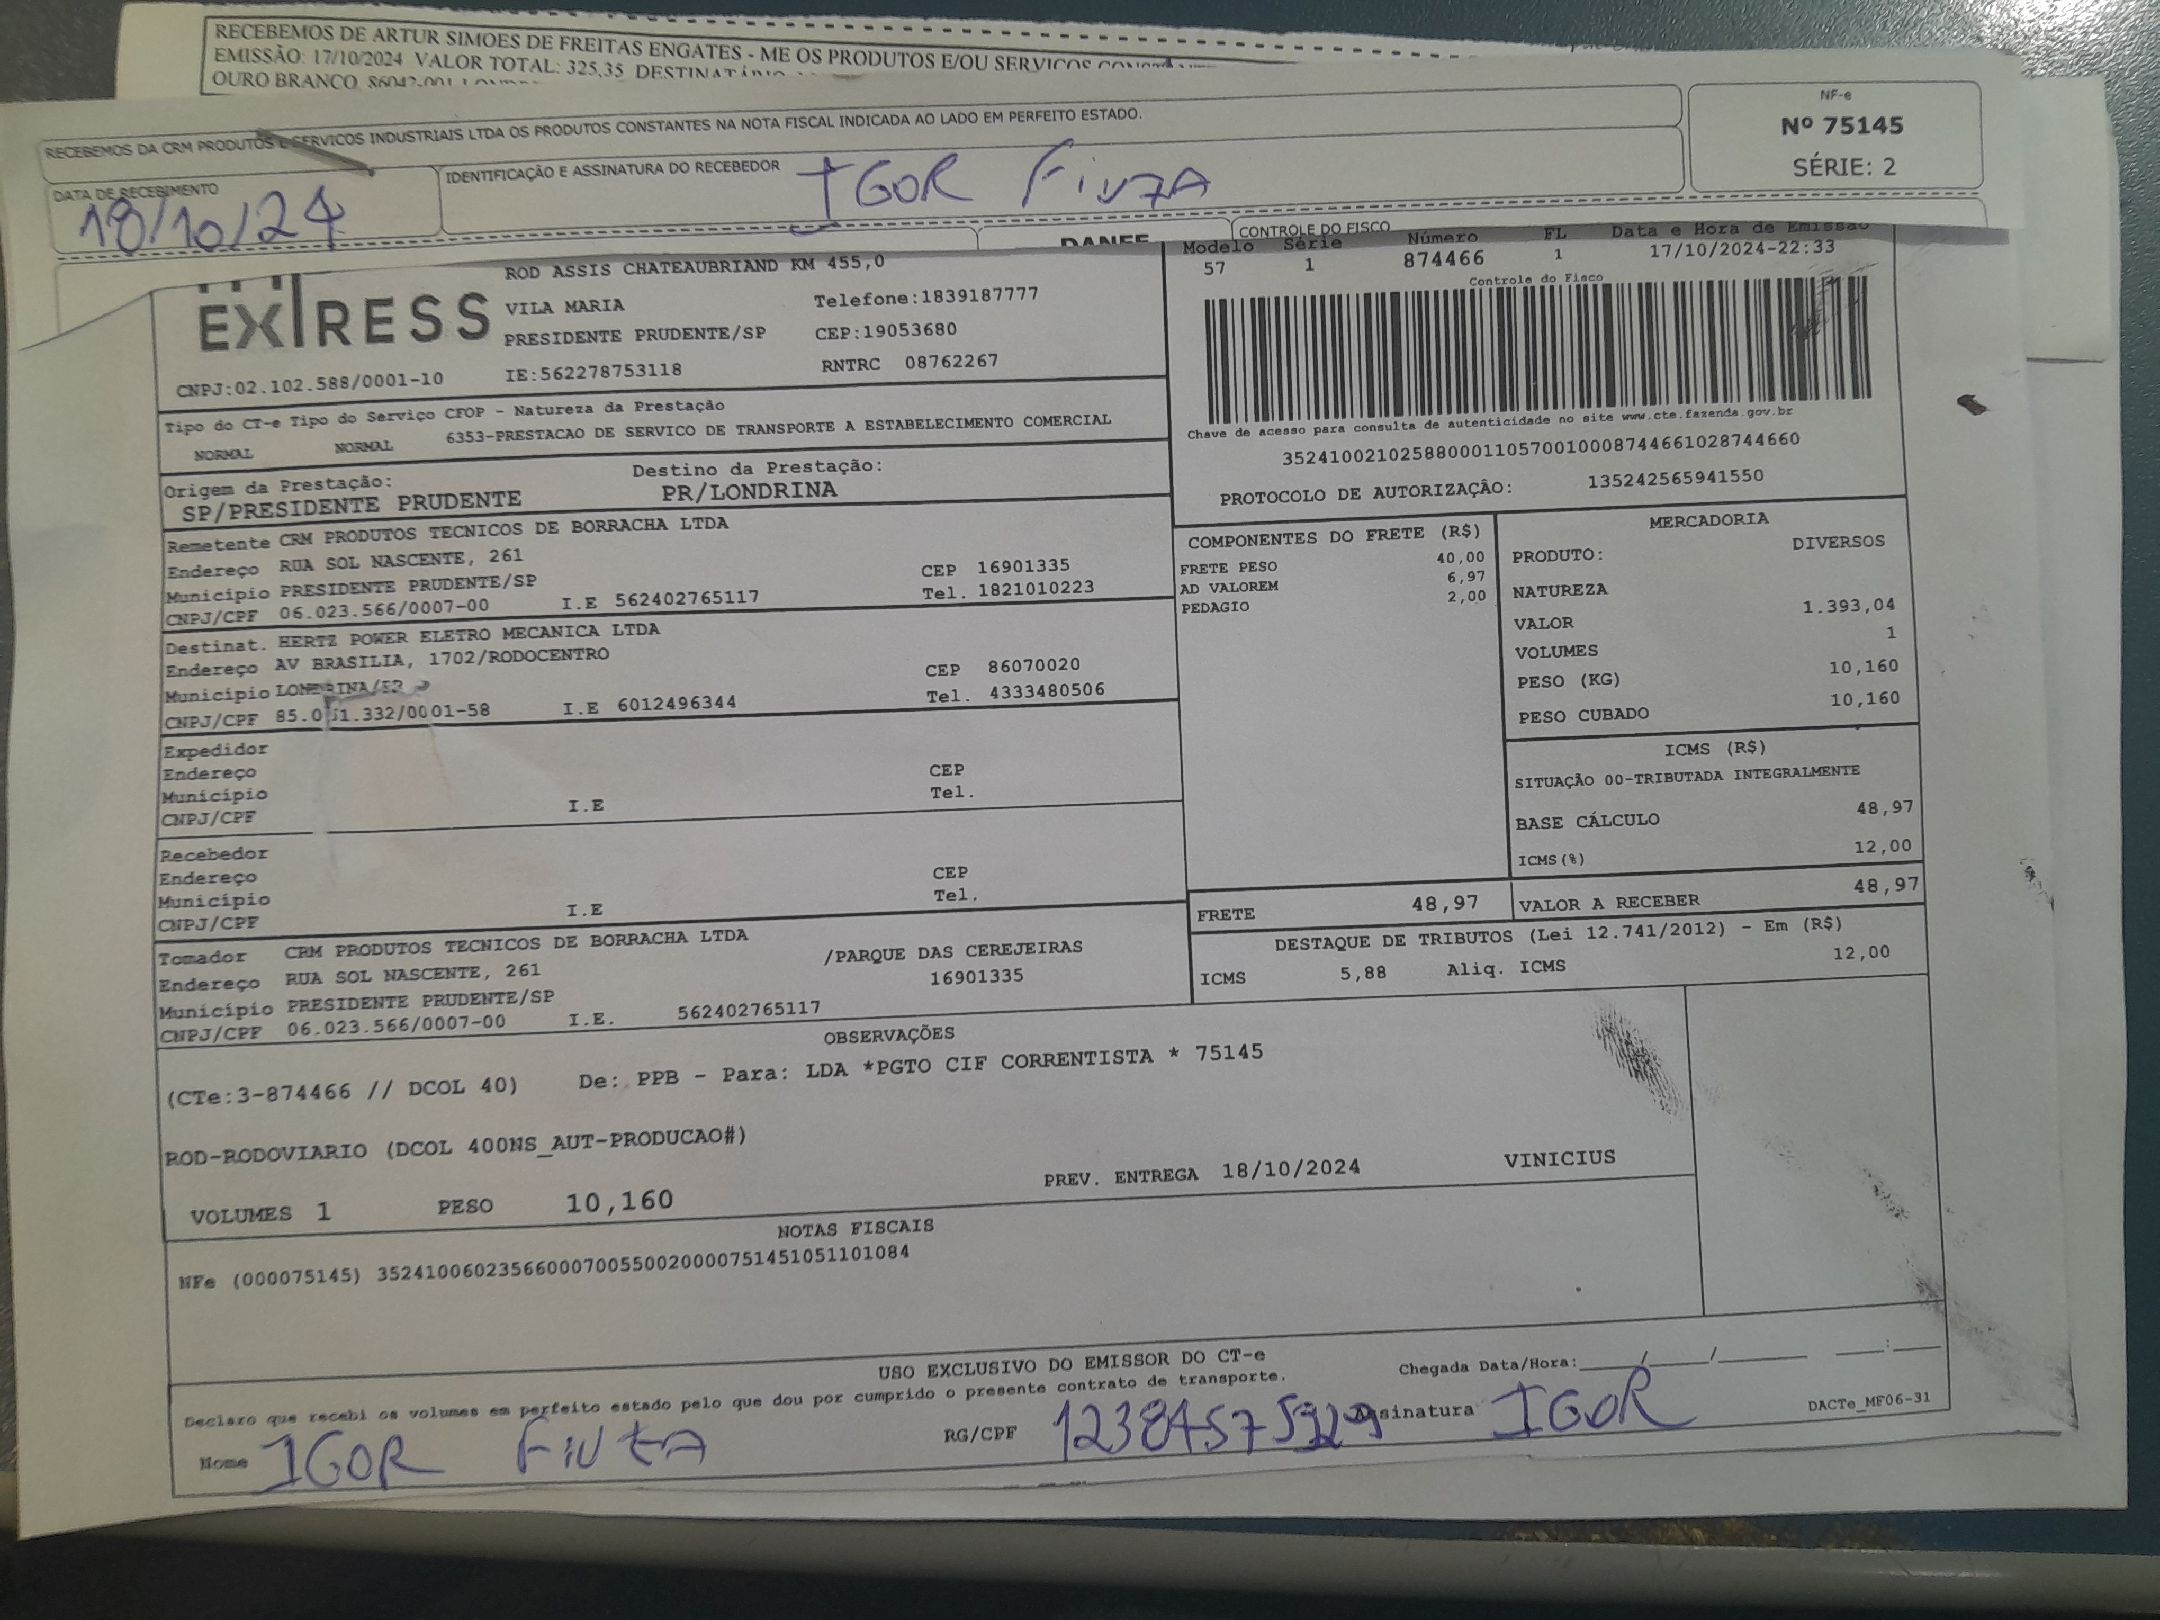 RECEBEMOS DE ARTUR SIMOES DE FREITAS ENGATES - ME OS PRODUTOS E/OU SERVIÇOS
EMISSÃO: 17/10/2024 VALOR TOTAL: 325,35 DESTINATÁRIO
OURO BRANCO 86042-001
RECEBEMOS DA CRM PRODUTOS E SERVICOS INDUSTRIAIS LTDA OS PRODUTOS CONSTANTES NA NOTA FISCAL INDICADA AO LADO EM PERFEITO ESTADO.
NF-e
Nº 75145
SÉRIE: 2
DATA DE RECEBIMENTO
18/10/24
IDENTIFICAÇÃO E ASSINATURA DO RECEBEDOR
IGOR FIUZA
DANFE
CONTROLE DO FISCO
EXPRESS
ROD ASSIS CHATEAUBRIAND KM 455,0
VILA MARIA Telefone:1839187777
PRESIDENTE PRUDENTE/SP CEP:19053680
CNPJ:02.102.588/0001-10 IE:562278753118 RNTRC 08762267
Modelo Série Número FL Data e Hora de Emissão
57 1 874466 1 17/10/2024-22:33
Controle do Fisco
Chave de acesso para consulta de autenticidade no site www.cte.fazenda.gov.br
35241002102588000110570010008744661028744660
PROTOCOLO DE AUTORIZAÇÃO: 135242565941550
Tipo do CT-e Tipo do Serviço CFOP - Natureza da Prestação
NORMAL NORMAL 6353-PRESTACAO DE SERVICO DE TRANSPORTE A ESTABELECIMENTO COMERCIAL
Origem da Prestação: Destino da Prestação:
SP/PRESIDENTE PRUDENTE PR/LONDRINA
Remetente CRM PRODUTOS TECNICOS DE BORRACHA LTDA
Endereço RUA SOL NASCENTE, 261 CEP 16901335
Município PRESIDENTE PRUDENTE/SP Tel. 1821010223
CNPJ/CPF 06.023.566/0007-00 I.E 562402765117
Destinat. HERTZ POWER ELETRO MECANICA LTDA
Endereço AV BRASILIA, 1702/RODOCENTRO CEP 86070020
Município Tel. 4333480506
CNPJ/CPF I.E 6012496344
Expedidor
Endereço CEP
Município Tel.
CNPJ/CPF I.E
Recebedor
Endereço CEP
Município Tel.
CNPJ/CPF I.E
Tomador CRM PRODUTOS TECNICOS DE BORRACHA LTDA
Endereço RUA SOL NASCENTE, 261 /PARQUE DAS CEREJEIRAS
Município PRESIDENTE PRUDENTE/SP 16901335
CNPJ/CPF 06.023.566/0007-00 I.E. 562402765117
COMPONENTES DO FRETE (R$)
FRETE PESO 40,00
AD VALOREM 6,97
PEDAGIO 2,00
MERCADORIA
PRODUTO: DIVERSOS
NATUREZA
VALOR 1.393,04
VOLUMES 1
PESO (KG) 10,160
PESO CUBADO 10,160
ICMS (R$)
SITUAÇÃO 00-TRIBUTADA INTEGRALMENTE
BASE CÁLCULO 48,97
ICMS(%) 12,00
FRETE 48,97 VALOR A RECEBER 48,97
DESTAQUE DE TRIBUTOS (Lei 12.741/2012) - Em (R$)
ICMS 5,88 Aliq. ICMS 12,00
OBSERVAÇÕES
(CTe:3-874466 // DCOL 40) De: PPB - Para: LDA *PGTO CIF CORRENTISTA * 75145
ROD-RODOVIARIO (DCOL 400NS_AUT-PRODUCAO#)
PREV. ENTREGA 18/10/2024 VINICIUS
VOLUMES 1 PESO 10,160
NOTAS FISCAIS
NFe (000075145) 35241006023566000700550020000751451051101084
USO EXCLUSIVO DO EMISSOR DO CT-e
Declaro que recebi os volumes em perfeito estado pelo que dou por cumprido o presente contrato de transporte.
Chegada Data/Hora:____/____/______ ___:___
Nome IGOR FIUZA RG/CPF Assinatura IGOR
DACTe_MF06-31